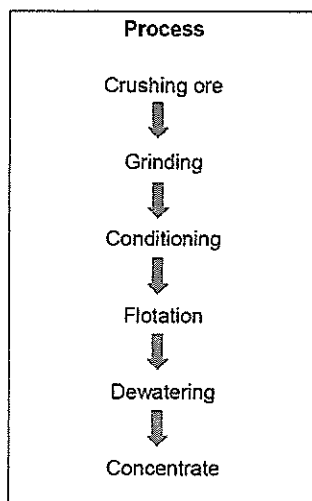 Process
Crushing ore
Grinding
Conditioning
Flotation
Dewatering
Concentrate